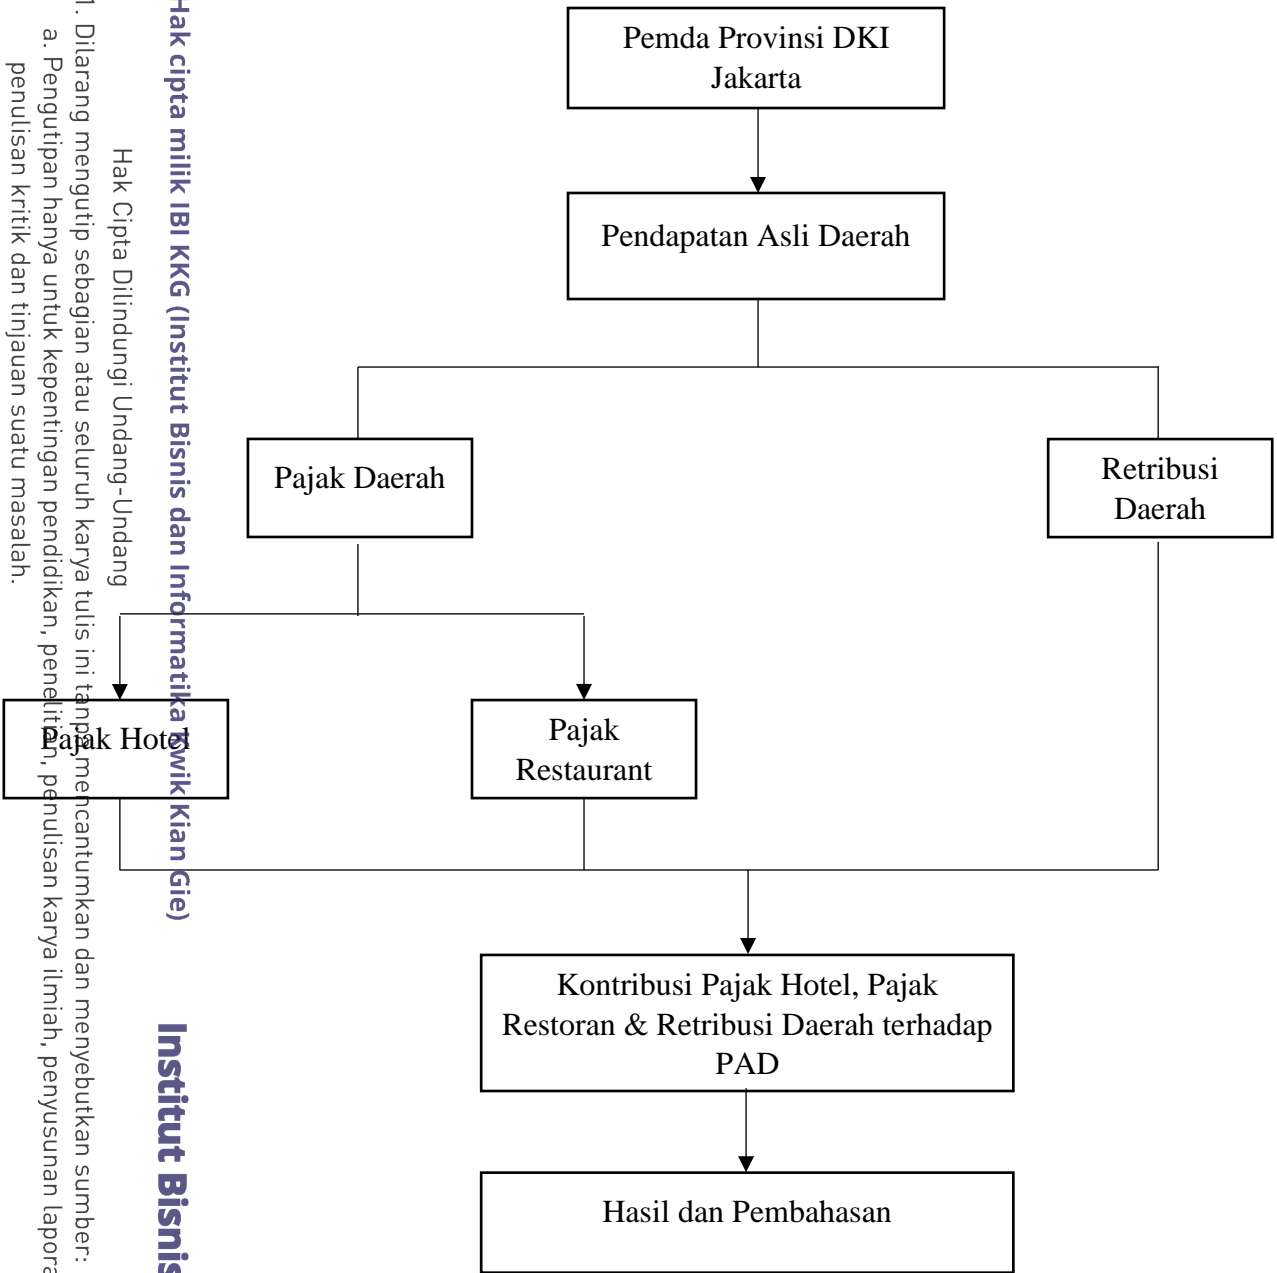 Pemda Provinsi DKI
Jakarta
Pendapatan Asli Daerah
Pajak Daerah
Retribusi
Daerah
Pajak Hotel
Pajak
Restaurant
Kontribusi Pajak Hotel, Pajak
Restoran & Retribusi Daerah terhadap
PAD
Hasil dan Pembahasan
Hak cipta milik IBI KKG (Institut Bisnis dan Informatika Kwik Kian Gie)
Institut Bisnis
Hak Cipta Dilindungi Undang-Undang
1. Dilarang mengutip sebagian atau seluruh karya tulis ini tanpa mencantumkan dan menyebutkan sumber:
a. Pengutipan hanya untuk kepentingan pendidikan, penelitian, penulisan karya ilmiah, penyusunan lapora
penulisan kritik dan tinjauan suatu masalah.